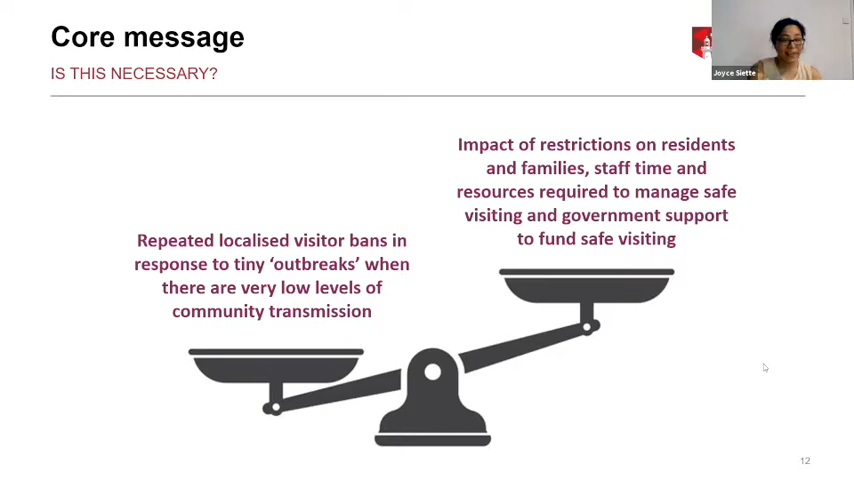 Core message
IS THIS NECESSARY?
Joyce Siette
Impact of restrictions on residents
and families, staff time and
resources required to manage safe
visiting and government support
to fund safe visiting
Repeated localised visitor bans in
response to tiny ‘outbreaks’ when
there are very low levels of
community transmission
12